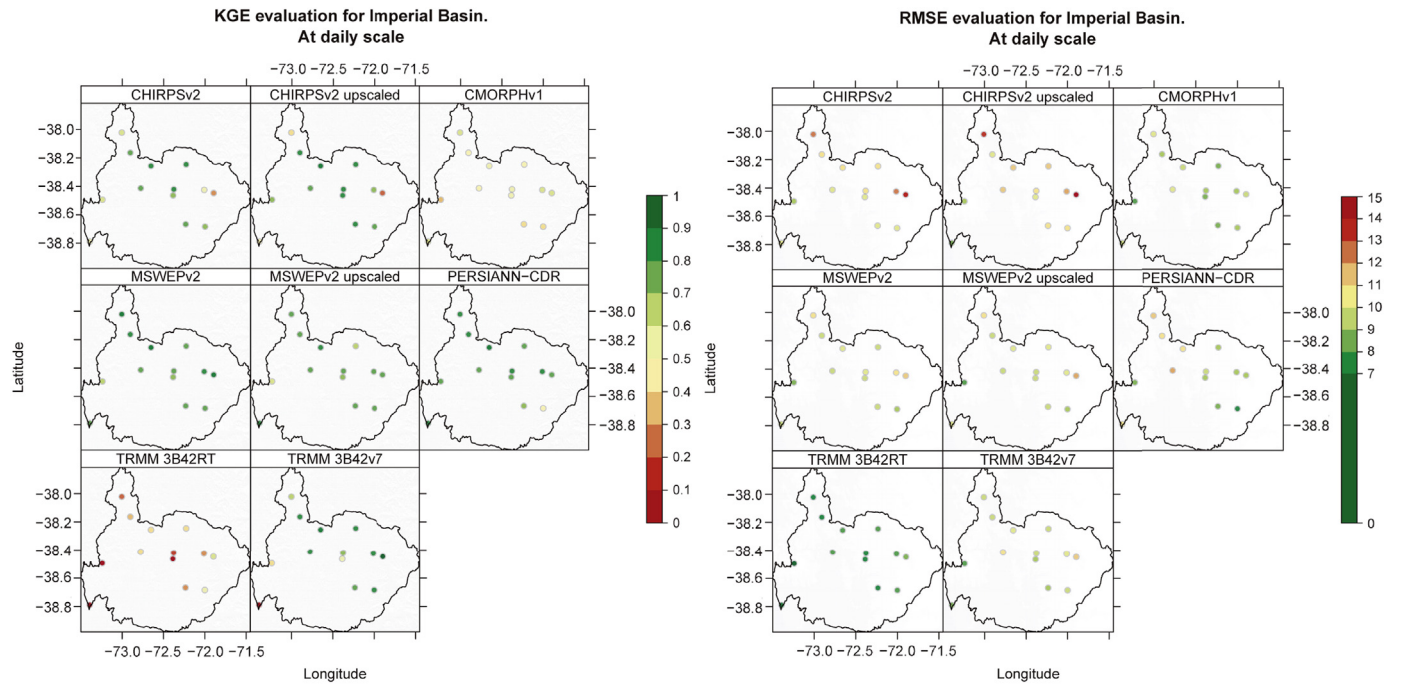 KGE evaluation for Imperial Basin.
At daily scale
−73.0 −72.5 −72.0 −71.5
CHIRPSv2
CHIRPSv2 upscaled
CMORPHv1
−38.0
−38.2
−38.4
−38.6
−38.8
MSWEPv2
MSWEPv2 upscaled
PERSIANN−CDR
−38.0
−38.2
−38.4
−38.6
−38.8
TRMM 3B42RT
TRMM 3B42v7
−38.0
−38.2
−38.4
−38.6
−38.8
−73.0 −72.5 −72.0 −71.5
Latitude
Longitude
1
0.9
0.8
0.7
0.6
0.5
0.4
0.3
0.2
0.1
0
RMSE evaluation for Imperial Basin.
At daily scale
−73.0 −72.5 −72.0 −71.5
CHIRPSv2
CHIRPSv2 upscaled
CMORPHv1
−38.0
−38.2
−38.4
−38.6
−38.8
MSWEPv2
MSWEPv2 upscaled
PERSIANN−CDR
−38.0
−38.2
−38.4
−38.6
−38.8
TRMM 3B42RT
TRMM 3B42v7
−38.0
−38.2
−38.4
−38.6
−38.8
−73.0 −72.5 −72.0 −71.5
Latitude
Longitude
15
14
13
12
11
10
9
8
7
0